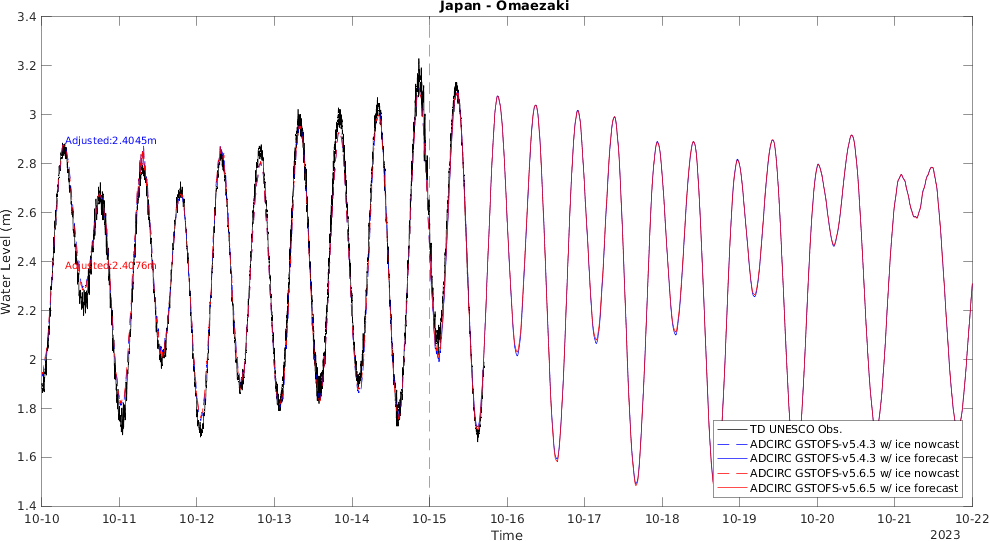 Japan - Omaezaki
3.4
3.2
3
2.8
2.6
2.4
2.2
2
1.8
1.6
1.4
Water Level (m)
Adjusted:2.4045m
Adjusted:2.4076m
TD UNESCO Obs.
ADCIRC GSTOFS-v5.4.3 w/ ice nowcast
ADCIRC GSTOFS-v5.4.3 w/ ice forecast
ADCIRC GSTOFS-v5.6.5 w/ ice nowcast
ADCIRC GSTOFS-v5.6.5 w/ ice forecast
10-10 10-11 10-12 10-13 10-14 10-15 10-16 10-17 10-18 10-19 10-20 10-21 10-22
Time
2023